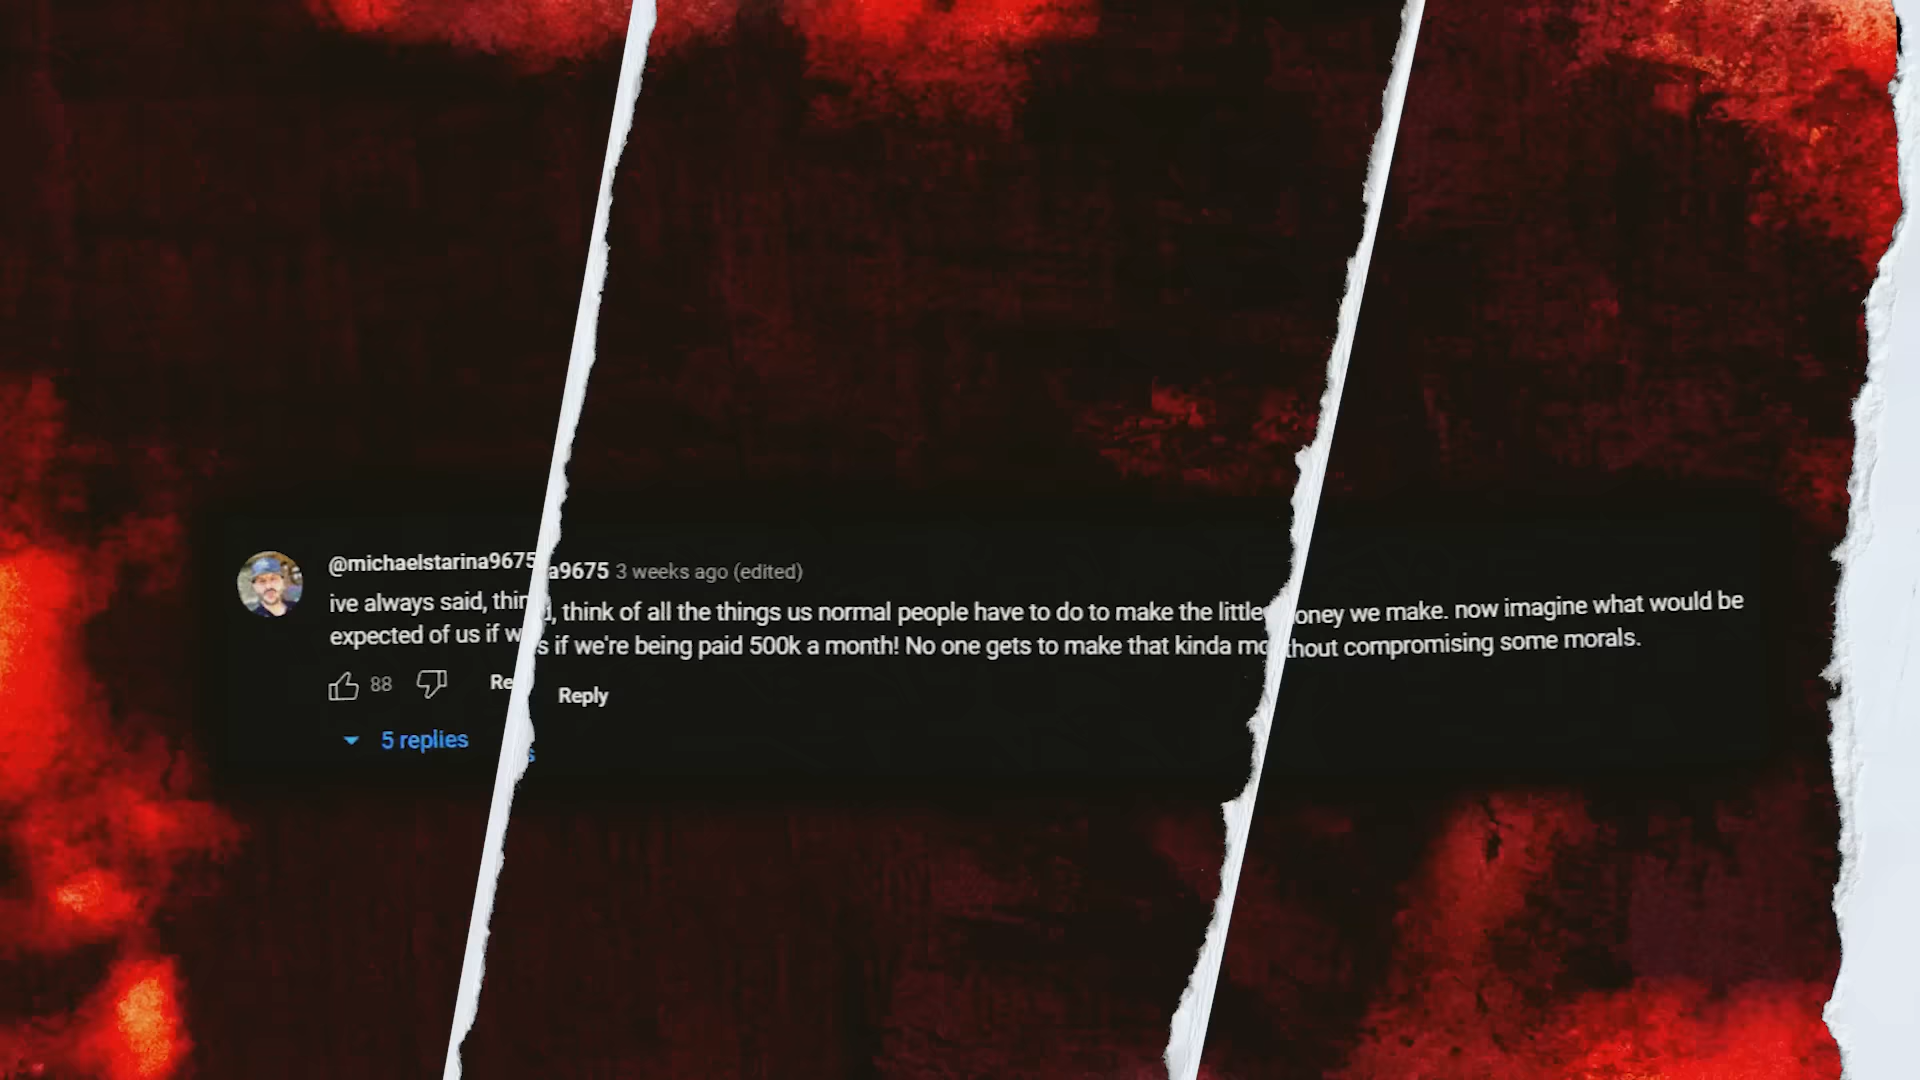 @michaelstarina9675 a9675 3 weeks ago (edited)
ive always said, think of all the things us normal people have to do to make the little oney we make. now imagine what would be
expected of us if we're being paid 500k a month! No one gets to make that kinda mo thout compromising some morals.
88 Reply
5 replies